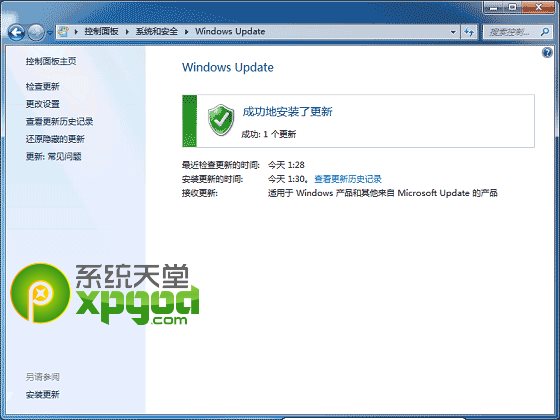 控制面板 ▸ 系统和安全 ▸ Windows Update
搜索控制...
控制面板主页
检查更新
更改设置
查看更新历史记录
还原隐藏的更新
更新: 常见问题
Windows Update
成功地安装了更新
成功: 1 个更新
最近检查更新的时间: 今天 1:28
安装更新的时间: 今天 1:30。查看更新历史记录
接收更新: 适用于 Windows 产品和其他来自 Microsoft Update 的产品
系统天堂
xpgod
.com
另请参阅
安装更新